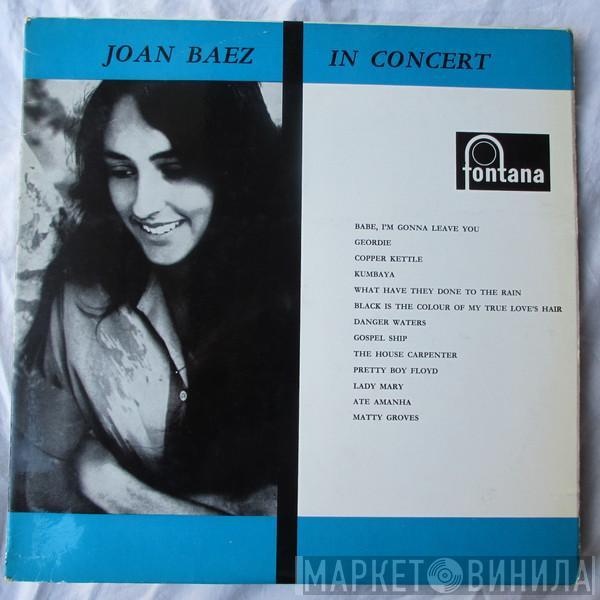 JOAN BAEZ IN CONCERT
fontana
BABE, I'M GONNA LEAVE YOU
GEORDIE
COPPER KETTLE
KUMBAYA
WHAT HAVE THEY DONE TO THE RAIN
BLACK IS THE COLOUR OF MY TRUE LOVE'S HAIR
DANGER WATERS
GOSPEL SHIP
THE HOUSE CARPENTER
PRETTY BOY FLOYD
LADY MARY
ATE AMANHA
MATTY GROVES
МАРКЕТ ВИНИЛА